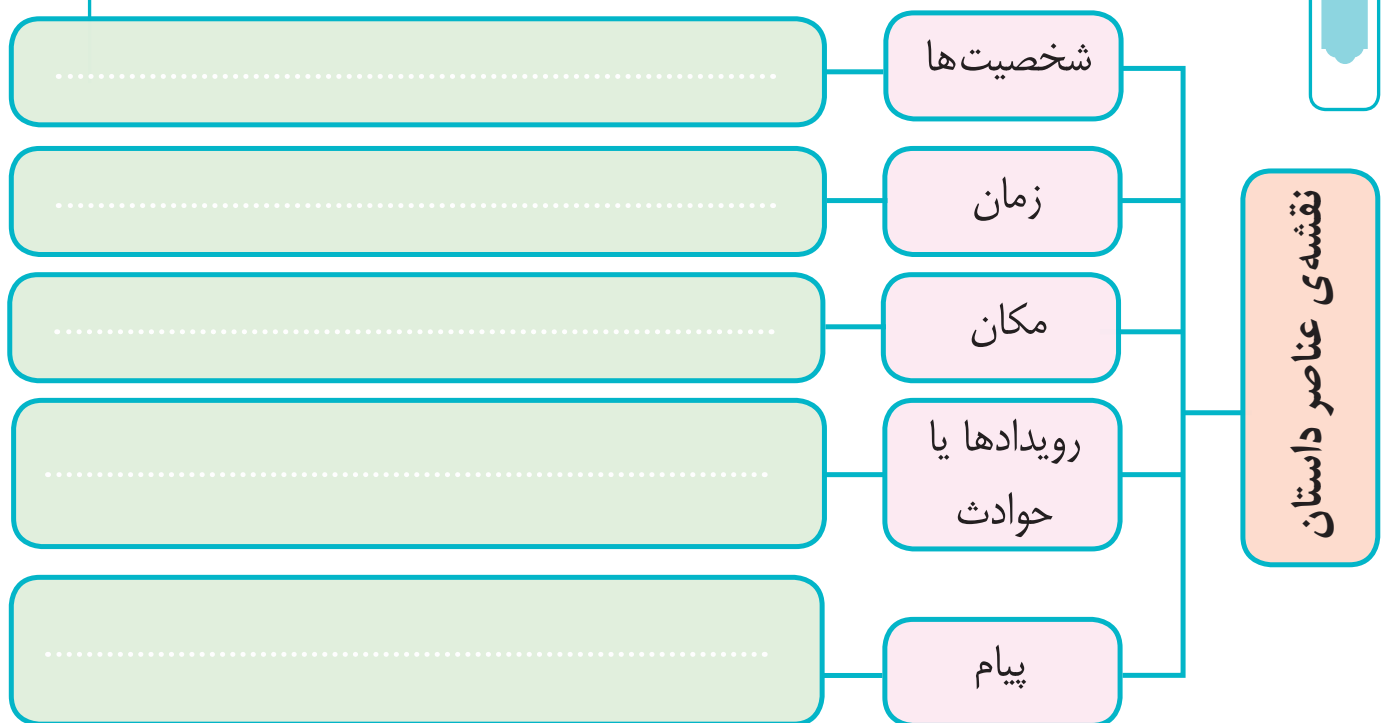 نقشه‌ی عناصر داستان
شخصیت‌ها
زمان
مکان
رویدادها یا
حوادث
پیام